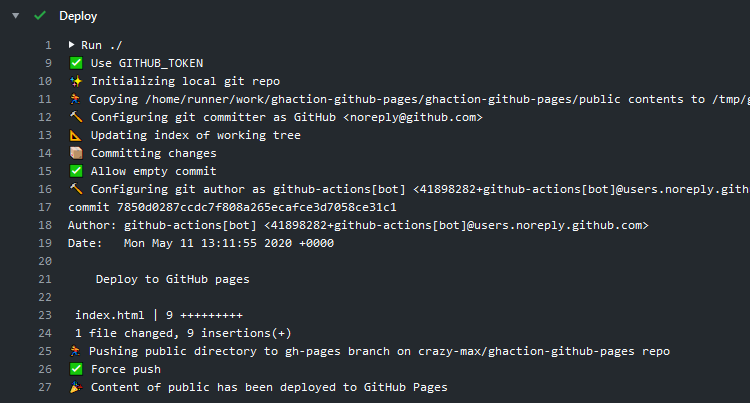 Deploy
1 Run ./
9 ✅ Use GITHUB_TOKEN
10 ✨ Initializing local git repo
11 🏃 Copying /home/runner/work/ghaction-github-pages/ghaction-github-pages/public contents to /tmp/g
12 🔨 Configuring git committer as GitHub <noreply@github.com>
13 📐 Updating index of working tree
14 📦 Committing changes
15 ✅ Allow empty commit
16 🔨 Configuring git author as github-actions[bot] <41898282+github-actions[bot]@users.noreply.gith
17 commit 7850d0287ccdc7f808a265ecafce3d7058ce31c1
18 Author: github-actions[bot] <41898282+github-actions[bot]@users.noreply.github.com>
19 Date:   Mon May 11 13:11:55 2020 +0000
20
21     Deploy to GitHub pages
22
23  index.html | 9 +++++++++
24  1 file changed, 9 insertions(+)
25 🏃 Pushing public directory to gh-pages branch on crazy-max/ghaction-github-pages repo
26 ✅ Force push
27 🎉 Content of public has been deployed to GitHub Pages